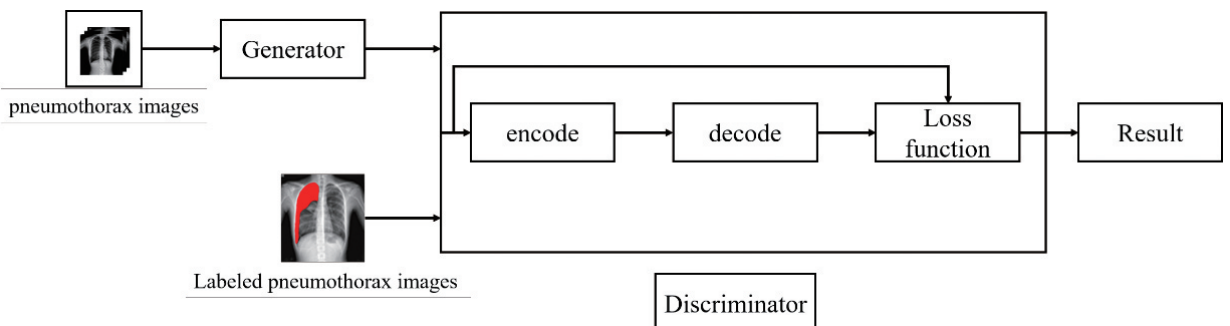 Generator
pneumothorax images
encode
decode
Loss
function
Result
Labeled pneumothorax images
Discriminator